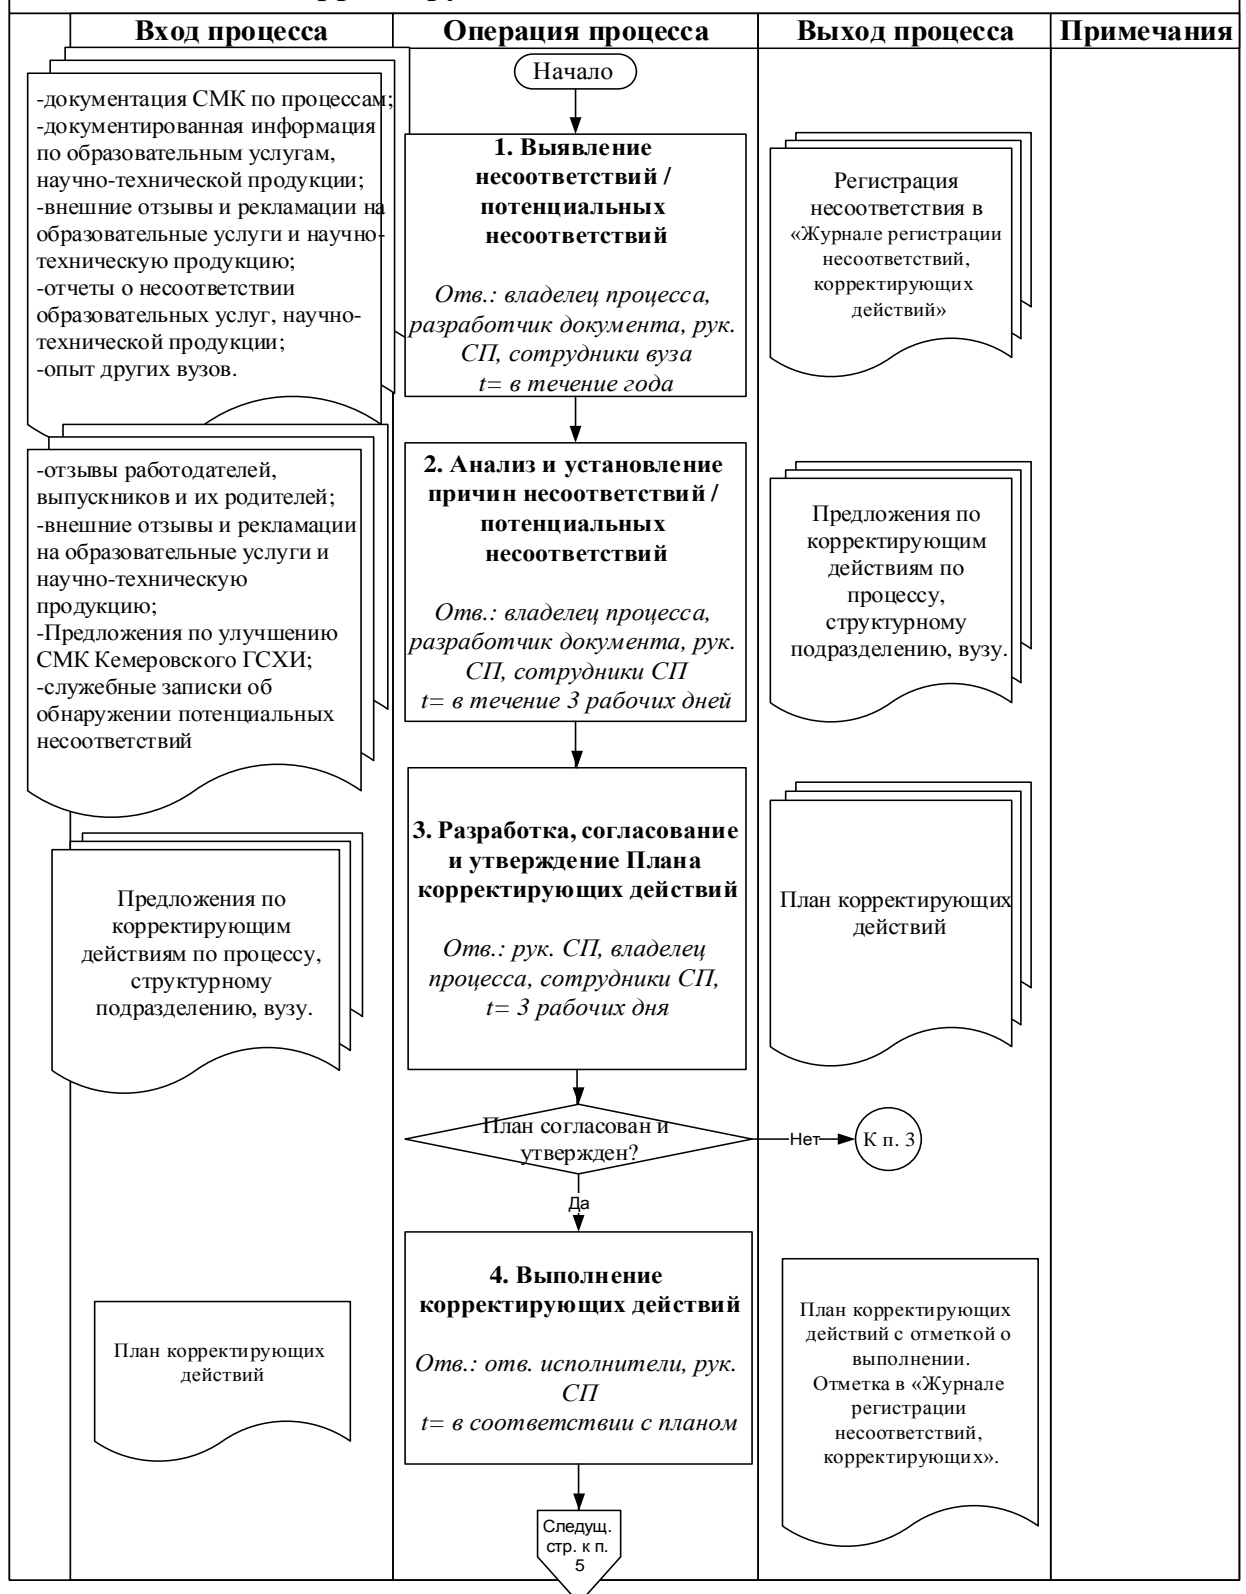 Вход процесса
Операция процесса
Выход процесса
Примечания
-документация СМК по процессам;
-документированная информация
по образовательным услугам,
научно-технической продукции;
-внешние отзывы и рекламации на
образовательные услуги и научно-
техническую продукцию;
-отчеты о несоответствии
образовательных услуг, научно-
технической продукции;
-опыт других вузов.
Начало
1. Выявление
несоответствий /
потенциальных
несоответствий
Отв.: владелец процесса,
разработчик документа, рук.
СП, сотрудники вуза
t= в течение года
Регистрация
несоответствия в
«Журнале регистрации
несоответствий,
корректирующих
действий»
-отзывы работодателей,
выпускников и их родителей;
-внешние отзывы и рекламации
на образовательные услуги и
научно-техническую
продукцию;
-Предложения по улучшению
СМК Кемеровского ГСХИ;
-служебные записки об
обнаружении потенциальных
несоответствий
2. Анализ и установление
причин несоответствий /
потенциальных
несоответствий
Отв.: владелец процесса,
разработчик документа, рук.
СП, сотрудники СП
t= в течение 3 рабочих дней
Предложения по
корректирующим
действиям по
процессу,
структурному
подразделению, вузу.
Предложения по
корректирующим
действиям по процессу,
структурному
подразделению, вузу.
3. Разработка, согласование
и утверждение Плана
корректирующих действий
Отв.: рук. СП, владелец
процесса, сотрудники СП,
t= 3 рабочих дня
План корректирующих
действий
План согласован и
утвержден?
Нет
К п. 3
Да
План корректирующих
действий
4. Выполнение
корректирующих действий
Отв.: отв. исполнители, рук.
СП
t= в соответствии с планом
План корректирующих
действий с отметкой о
выполнении.
Отметка в «Журнале
регистрации
несоответствий,
корректирующих».
Следущ.
стр. к п.
5